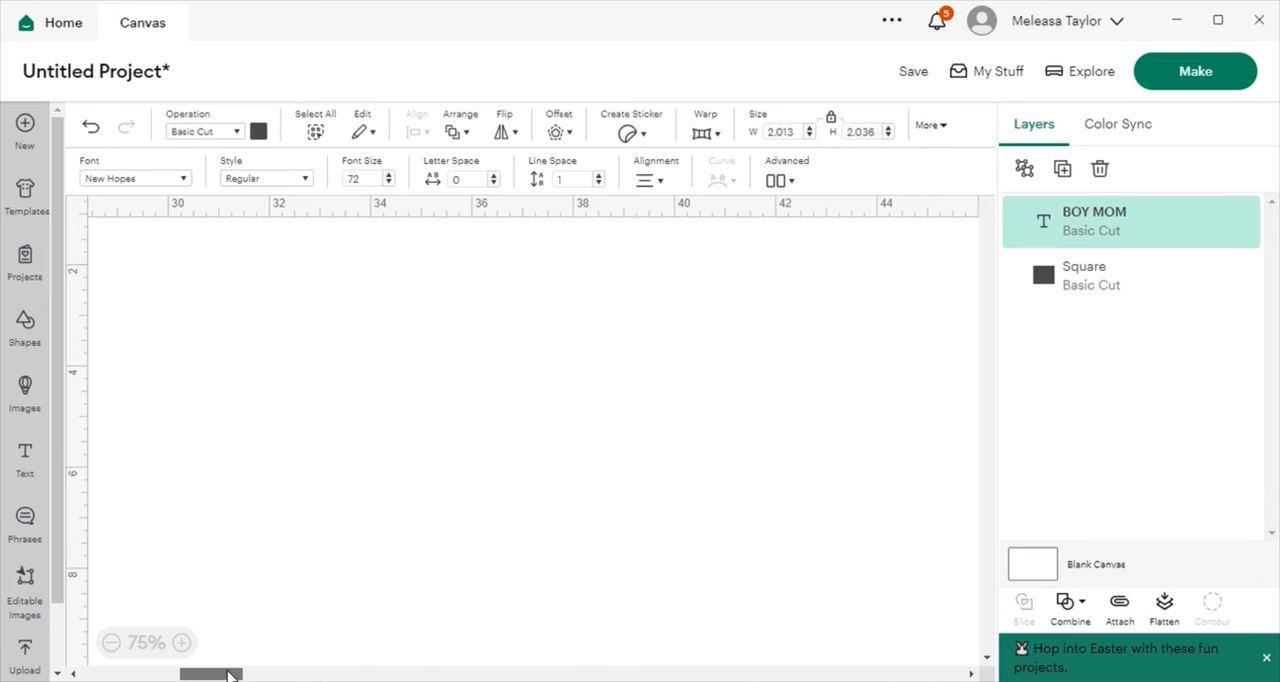 Home
Canvas
5
Meleasa Taylor
Untitled Project*
Save
My Stuff
Explore
Make
New
Templates
Projects
Shapes
Images
Text
Phrases
Editable
Images
Upload
Operation
Basic Cut
Select All
Edit
Align
Arrange
Flip
Offset
Create Sticker
Warp
Size
W 2.013
H 2.036
More
Font
New Hopes
Style
Regular
Font Size
72
Letter Space
0
Line Space
1
Alignment
Curve
Advanced
30 32 34 36 38 40 42 44
2
4
6
8
75%
Layers
Color Sync
BOY MOM
Basic Cut
Square
Basic Cut
Blank Canvas
Slice
Combine
Attach
Flatten
Contour
Hop into Easter with these fun
projects.